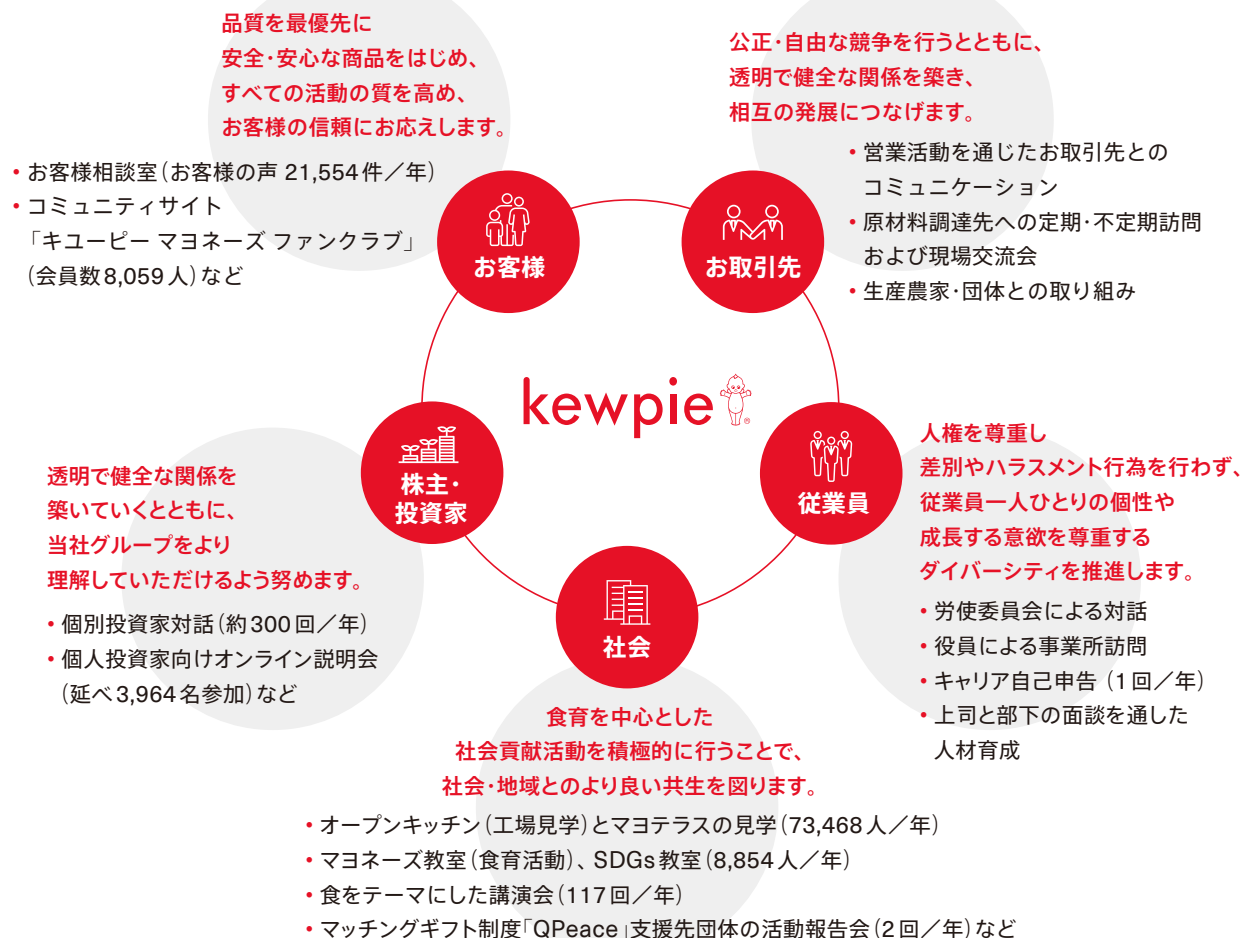 品質を最優先に
安全・安心な商品をはじめ、
すべての活動の質を高め、
お客様の信頼にお応えします。
・お客様相談室（お客様の声 21,554件／年）
・コミュニティサイト
「キユーピー マヨネーズ ファンクラブ」
（会員数8,059人）など
お客様
公正・自由な競争を行うとともに、
透明で健全な関係を築き、
相互の発展につなげます。
・営業活動を通じたお取引先との
コミュニケーション
・原材料調達先への定期・不定期訪問
および現場交流会
・生産農家・団体との取り組み
お取引先
kewpie
®
透明で健全な関係を
築いていくとともに、
当社グループをより
理解していただけるよう努めます。
・個別投資家対話（約300回／年）
・個人投資家向けオンライン説明会
（延べ3,964名参加）など
株主・
投資家
従業員
人権を尊重し
差別やハラスメント行為を行わず、
従業員一人ひとりの個性や
成長する意欲を尊重する
ダイバーシティを推進します。
・労使委員会による対話
・役員による事業所訪問
・キャリア自己申告（1回／年）
・上司と部下の面談を通した
人材育成
社会
食育を中心とした
社会貢献活動を積極的に行うことで、
社会・地域とのより良い共生を図ります。
・オープンキッチン（工場見学）とマヨテラスの見学（73,468人／年）
・マヨネーズ教室（食育活動）、SDGs教室（8,854人／年）
・食をテーマにした講演会（117回／年）
・マッチングギフト制度「QPeace」支援先団体の活動報告会（2回／年）など